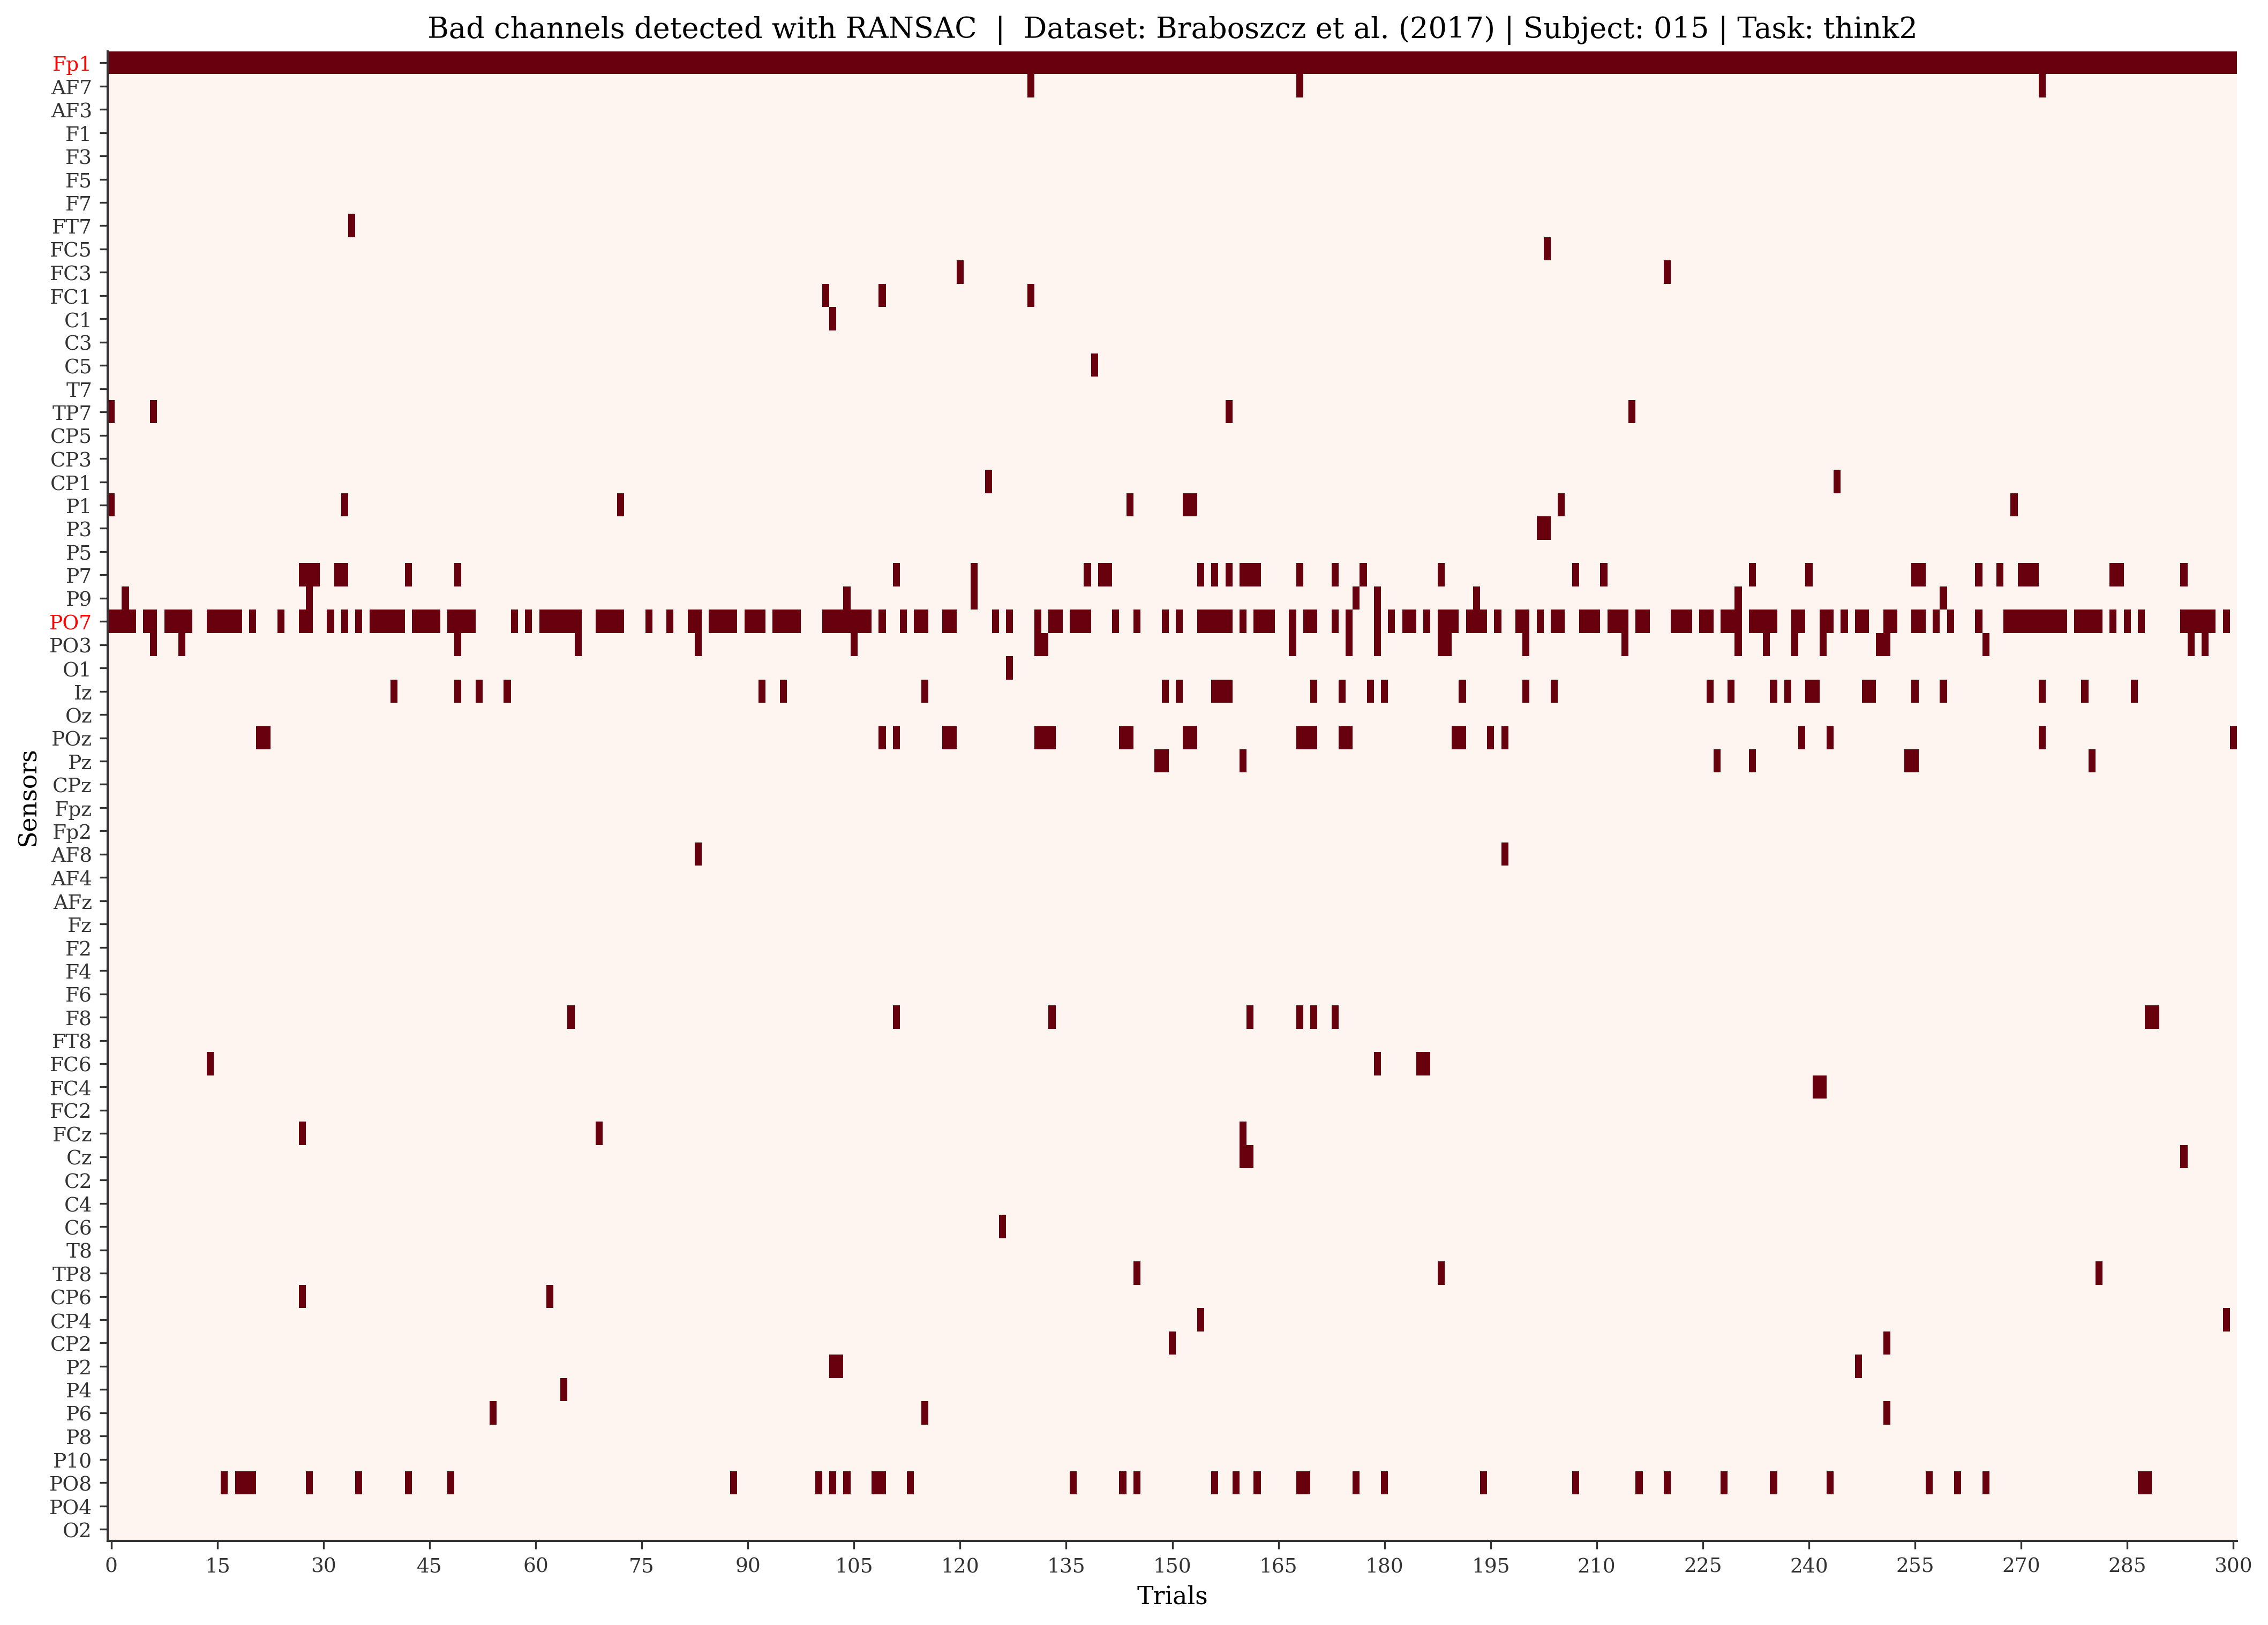 Bad channels detected with RANSAC | Dataset: Braboszcz et al. (2017) | Subject: 015 | Task: think2
Sensors
Fp1
AF7
AF3
F1
F3
F5
F7
FT7
FC5
FC3
FC1
C1
C3
C5
T7
TP7
CP5
CP3
CP1
P1
P3
P5
P7
P9
PO7
PO3
O1
Iz
Oz
POz
Pz
CPz
Fpz
Fp2
AF8
AF4
AFz
Fz
F2
F4
F6
F8
FT8
FC6
FC4
FC2
FCz
Cz
C2
C4
C6
T8
TP8
CP6
CP4
CP2
P2
P4
P6
P8
P10
PO8
PO4
O2
0 15 30 45 60 75 90 105 120 135 150 165 180 195 210 225 240 255 270 285 300
Trials